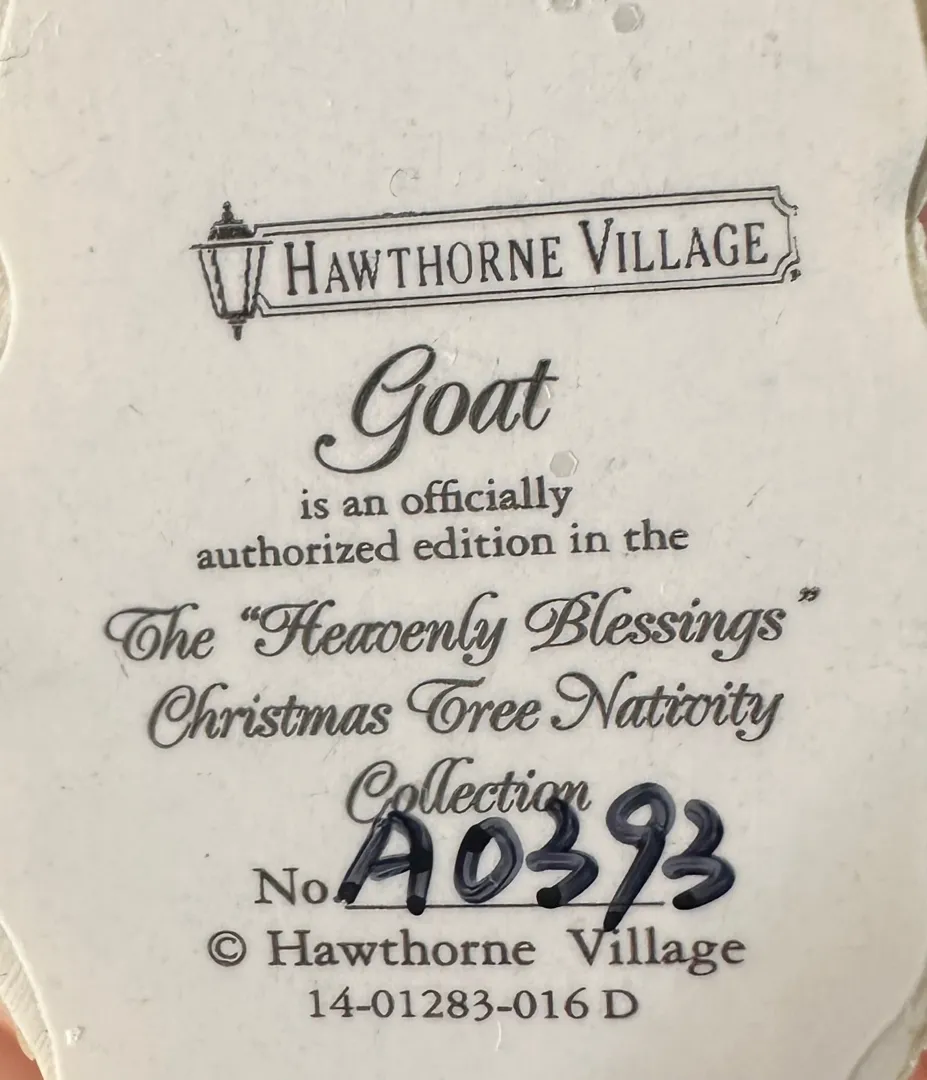 HAWTHORNE VILLAGE
Goat
is an officially
authorized edition in the
The “Heavenly Blessings”
Christmas Tree Nativity
Collection
No. A0393
© Hawthorne Village
14-01283-016 D